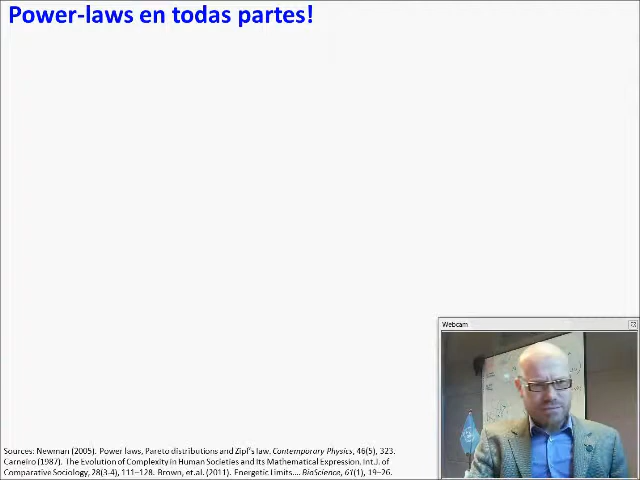 Power-laws en todas partes!
Webcam
Sources: Newman (2005). Power laws, Pareto distributions and Zipf's law. Contemporary Physics, 46(5), 323.
Carneiro (1987). The Evolution of Complexity in Human Societies and Its Mathematical Expression. Int.J. of
Comparative Sociology, 28(3-4), 111–128. Brown, et.al. (2011). Energetic Limits.... BioScience, 61(1), 19–26.